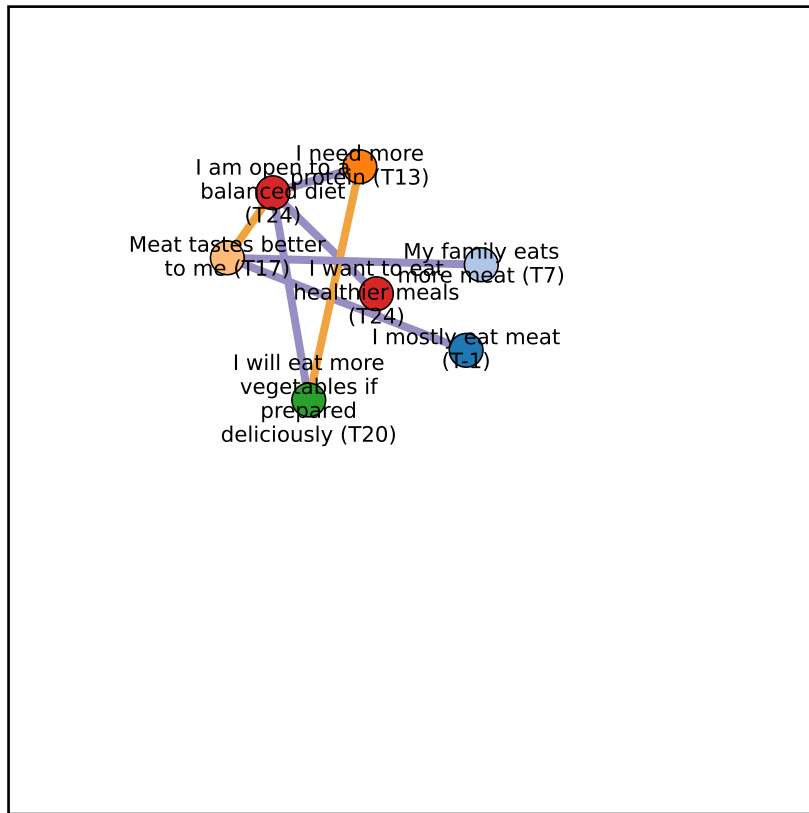 I need more
protein (T13)
I am open to a
balanced diet
(T24)
Meat tastes better
to me (T17)
My family eats
more meat (T7)
I want to eat
healthier meals
(T24)
I mostly eat meat
(T-1)
I will eat more
vegetables if
prepared
deliciously (T20)